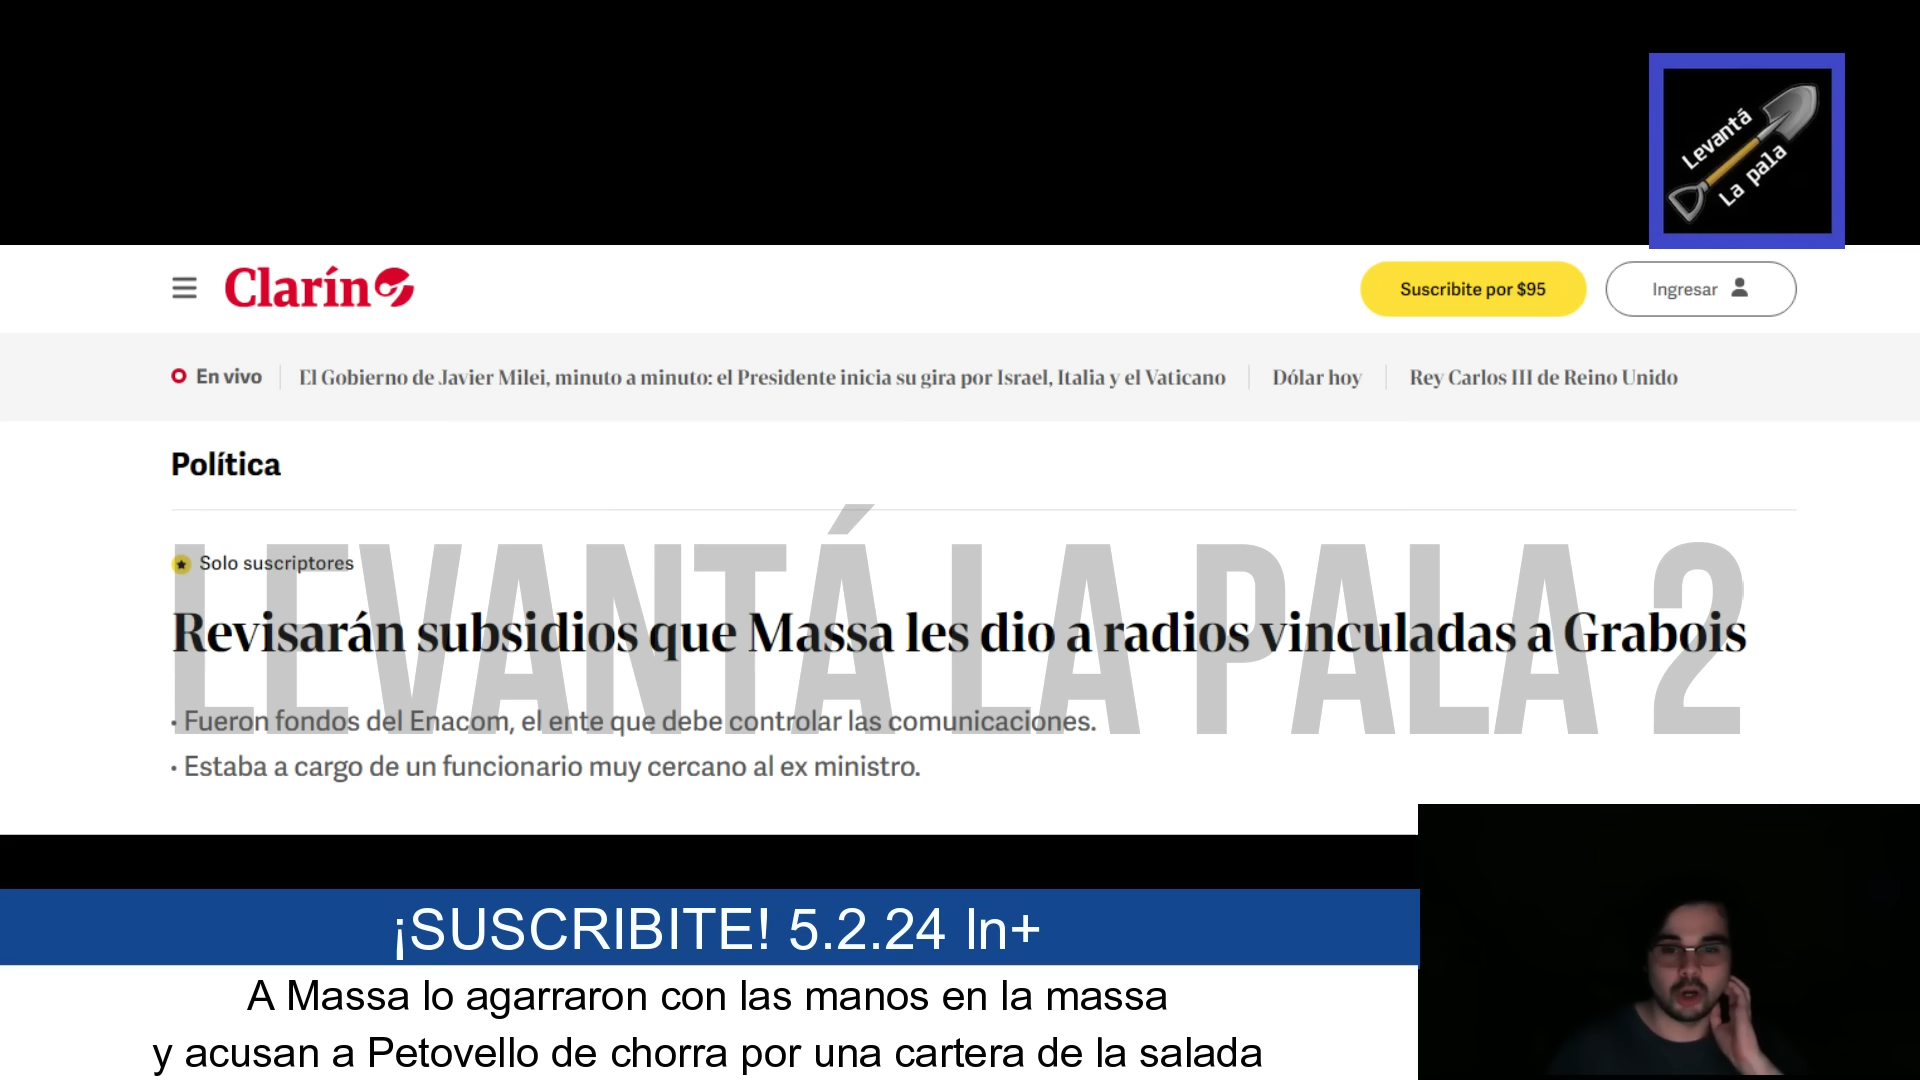 Levantá
La pala
Clarín
Suscribite por $95
Ingresar
En vivo
El Gobierno de Javier Milei, minuto a minuto: el Presidente inicia su gira por Israel, Italia y el Vaticano
Dólar hoy
Rey Carlos III de Reino Unido
Política
Solo suscriptores
LEVANTÁ LA PALA 2
Revisarán subsidios que Massa les dio a radios vinculadas a Grabois
• Fueron fondos del Enacom, el ente que debe controlar las comunicaciones.
• Estaba a cargo de un funcionario muy cercano al ex ministro.
¡SUSCRIBITE! 5.2.24 ln+
A Massa lo agarraron con las manos en la massa
y acusan a Petovello de chorra por una cartera de la salada